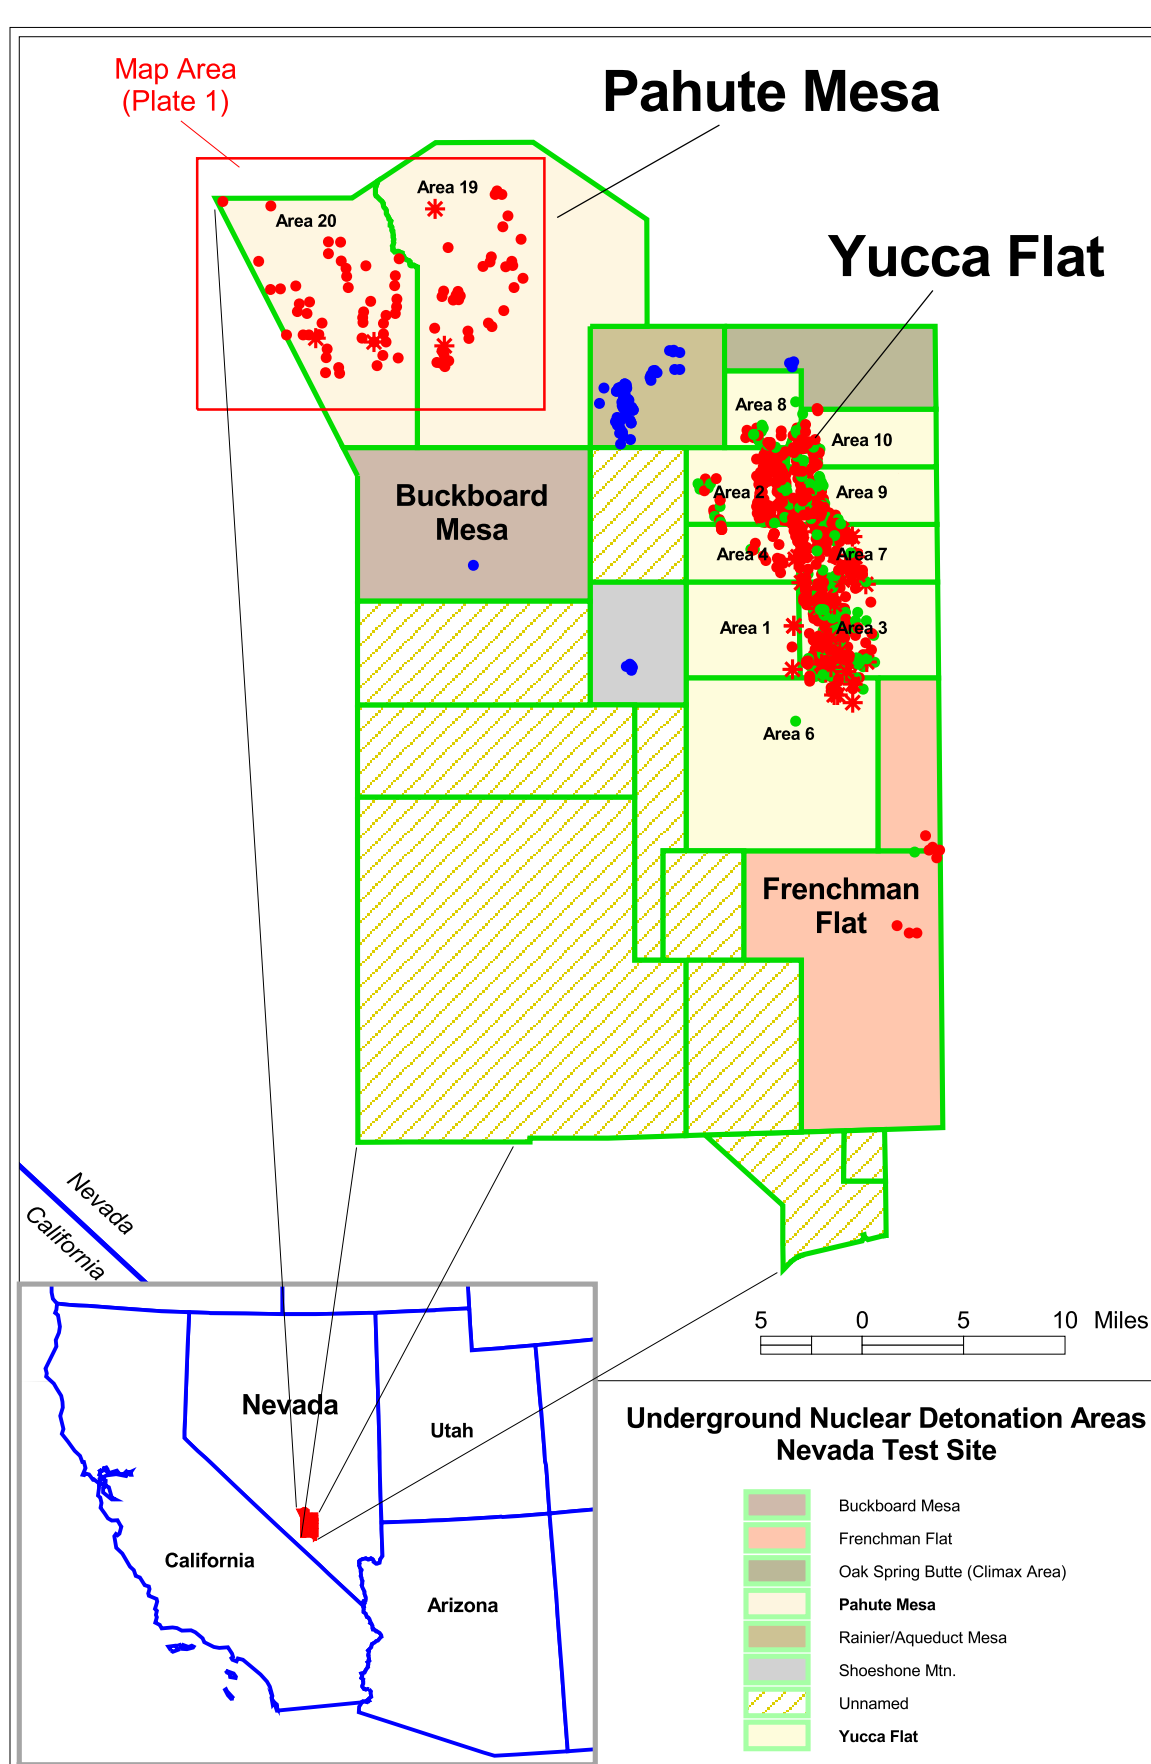 Map Area
(Plate 1)
Pahute Mesa
Area 19
Area 20
Yucca Flat
Area 8
Area 10
Buckboard
Mesa
Area 2
Area 9
Area 4
Area 7
Area 1
Area 3
Area 6
Frenchman
Flat
Nevada
California
5 0 5 10 Miles
Nevada
Utah
California
Arizona
Underground Nuclear Detonation Areas
Nevada Test Site
Buckboard Mesa
Frenchman Flat
Oak Spring Butte (Climax Area)
Pahute Mesa
Rainier/Aqueduct Mesa
Shoeshone Mtn.
Unnamed
Yucca Flat